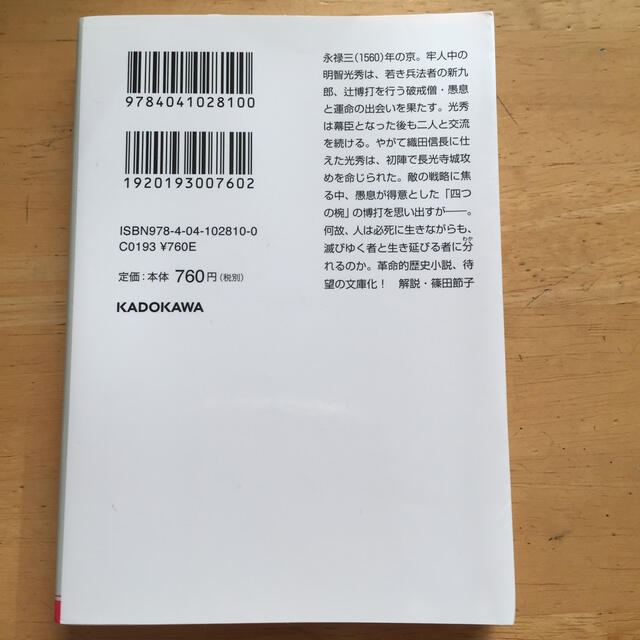 9784041028100
1920193007602
ISBN978-4-04-102810-0
C0193 ¥760E
定価:本体 760円(税別)
KADOKAWA
永禄三(1560)年の京。牢人中の
明智光秀は、若き兵法者の新九
郎、辻博打を行う破戒僧・愚息
と運命の出会いを果たす。光秀
は幕臣となった後も二人と交流
を続ける。やがて織田信長に仕
えた光秀は、初陣で長光寺城攻
めを命じられた。敵の戦略に焦
る中、愚息が得意とした「四つ
の椀」の博打を思い出すが――。
何故、人は必死に生きながらも、
滅びゆく者と生き延びる者に分
れるのか。革命的歴史小説、待
望の文庫化! 解説・篠田節子